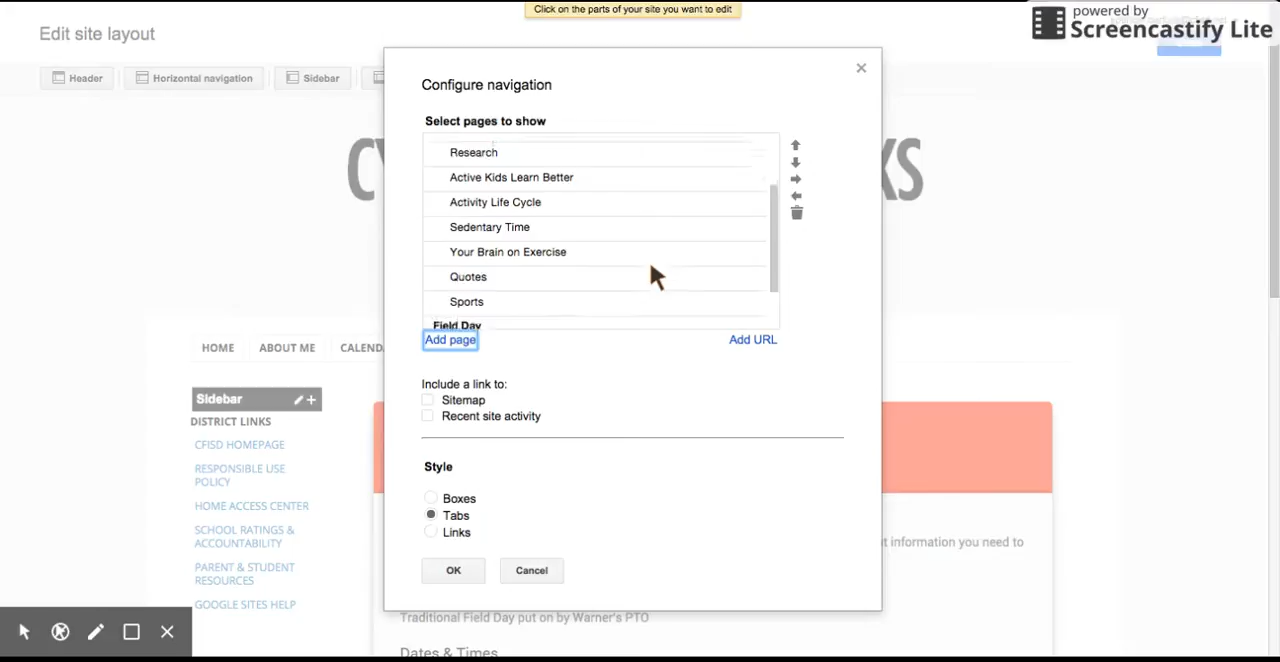 Click on the parts of your site you want to edit
powered by
Screencastify Lite
Edit site layout
Header
Horizontal navigation
Sidebar
Configure navigation
Select pages to show
Research
Active Kids Learn Better
Activity Life Cycle
Sedentary Time
Your Brain on Exercise
Quotes
Sports
Field Day
Add page
Add URL
Include a link to:
Sitemap
Recent site activity
Style
Boxes
Tabs
Links
OK
Cancel
HOME
ABOUT ME
CALEND
Sidebar
DISTRICT LINKS
CFISD HOMEPAGE
RESPONSIBLE USE
POLICY
HOME ACCESS CENTER
SCHOOL RATINGS &
ACCOUNTABILITY
PARENT & STUDENT
RESOURCES
GOOGLE SITES HELP
t information you need to
Traditional Field Day put on by Warner's PTO
Dates & Times